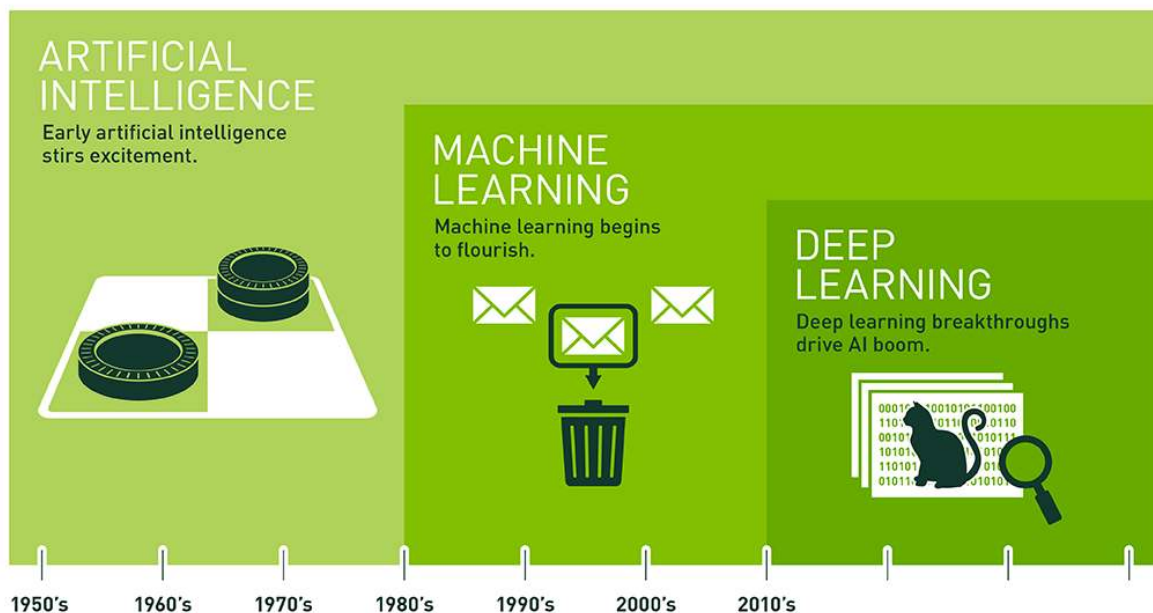 ARTIFICIAL
INTELLIGENCE
Early artificial intelligence
stirs excitement.
MACHINE
LEARNING
Machine learning begins
to flourish.
DEEP
LEARNING
Deep learning breakthroughs
drive AI boom.
1950's
1960's
1970's
1980's
1990's
2000's
2010's